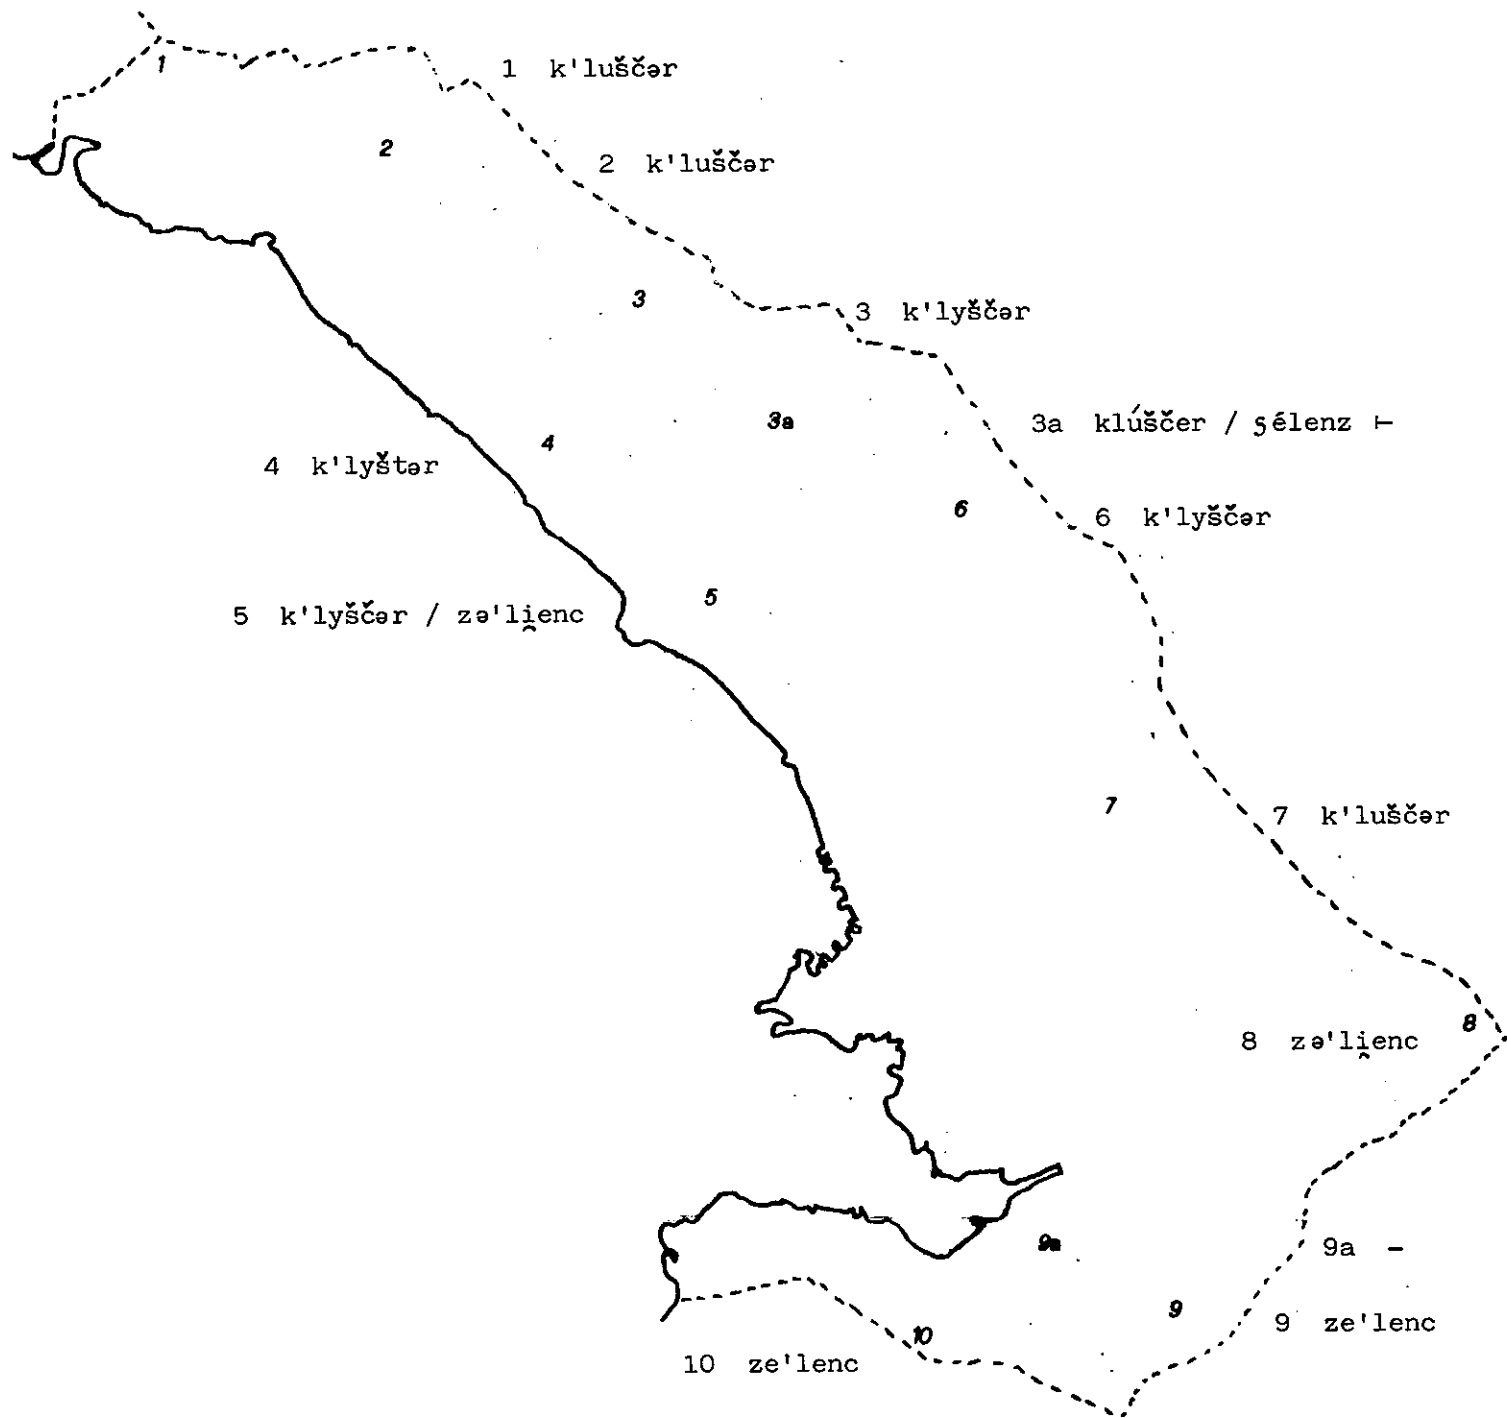 1
1 k'luščər
2
2 k'luščər
3
3 k'lyščər
3a
3a klúščer / ꞩélenz ⊢
4
4 k'lyštər
6
6 k'lyščər
5
5 k'lyščər / zə'li̯enc
7
7 k'luščər
8
8 zə'li̯enc
9a
9a -
9
9 ze'lenc
10
10 ze'lenc